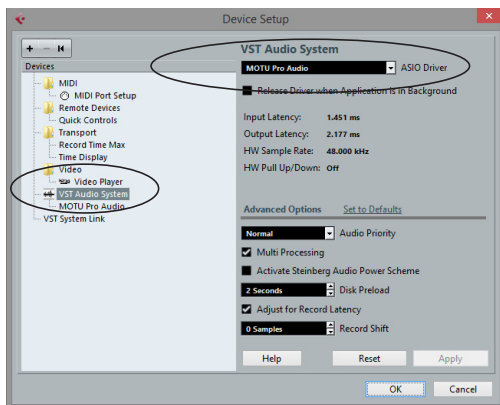 Device Setup
+ -
Devices
MIDI
MIDI Port Setup
Remote Devices
Quick Controls
Transport
Record Time Max
Time Display
Video
Video Player
VST Audio System
MOTU Pro Audio
VST System Link
VST Audio System
MOTU Pro Audio ASIO Driver
Release Driver when Application is in Background
Input Latency: 1.451 ms
Output Latency: 2.177 ms
HW Sample Rate: 48.000 kHz
HW Pull Up/Down: Off
Advanced Options Set to Defaults
Normal Audio Priority
Multi Processing
Activate Steinberg Audio Power Scheme
2 Seconds Disk Preload
Adjust for Record Latency
0 Samples Record Shift
Help Reset Apply
OK Cancel